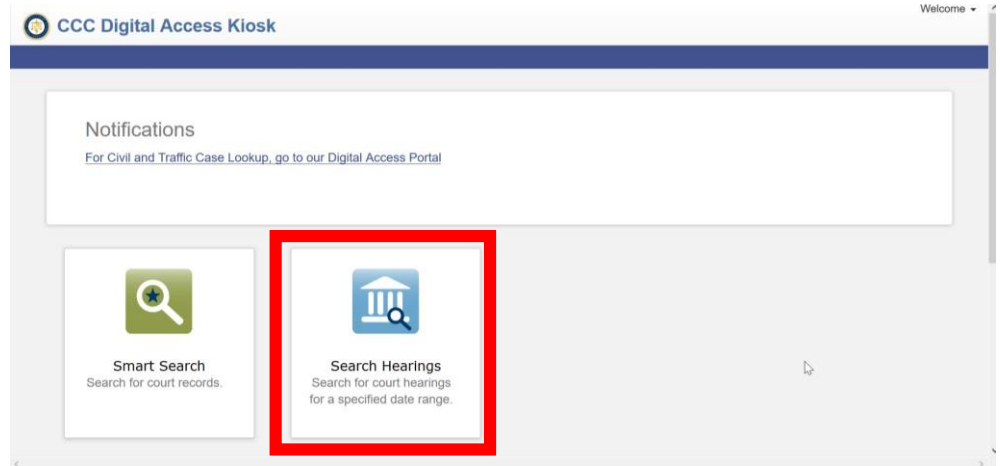 Welcome
CCC Digital Access Kiosk
Notifications
For Civil and Traffic Case Lookup, go to our Digital Access Portal
Smart Search
Search for court records.
Search Hearings
Search for court hearings
for a specified date range.